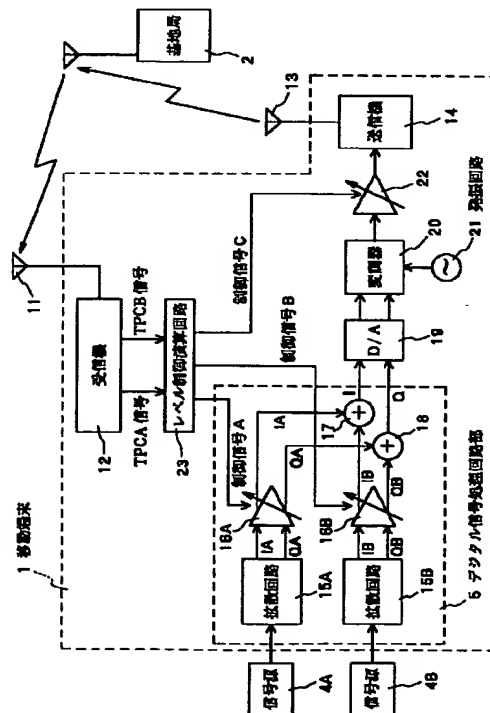 1 移動端末
11
受信機
12
TPCA 信号
TPCB 信号
レベル制御演算回路
23
制御信号A
制御信号B
制御信号C
基地局
2
13
送信機
14
22
変調器
20
21 発振回路
D/A
19
I
Q
17
18
IA
QA
16A
IA
QA
16B
IB
QB
IB
QB
拡散回路
15A
拡散回路
15B
5 デジタル信号処理回路部
信号源
4A
信号源
4B